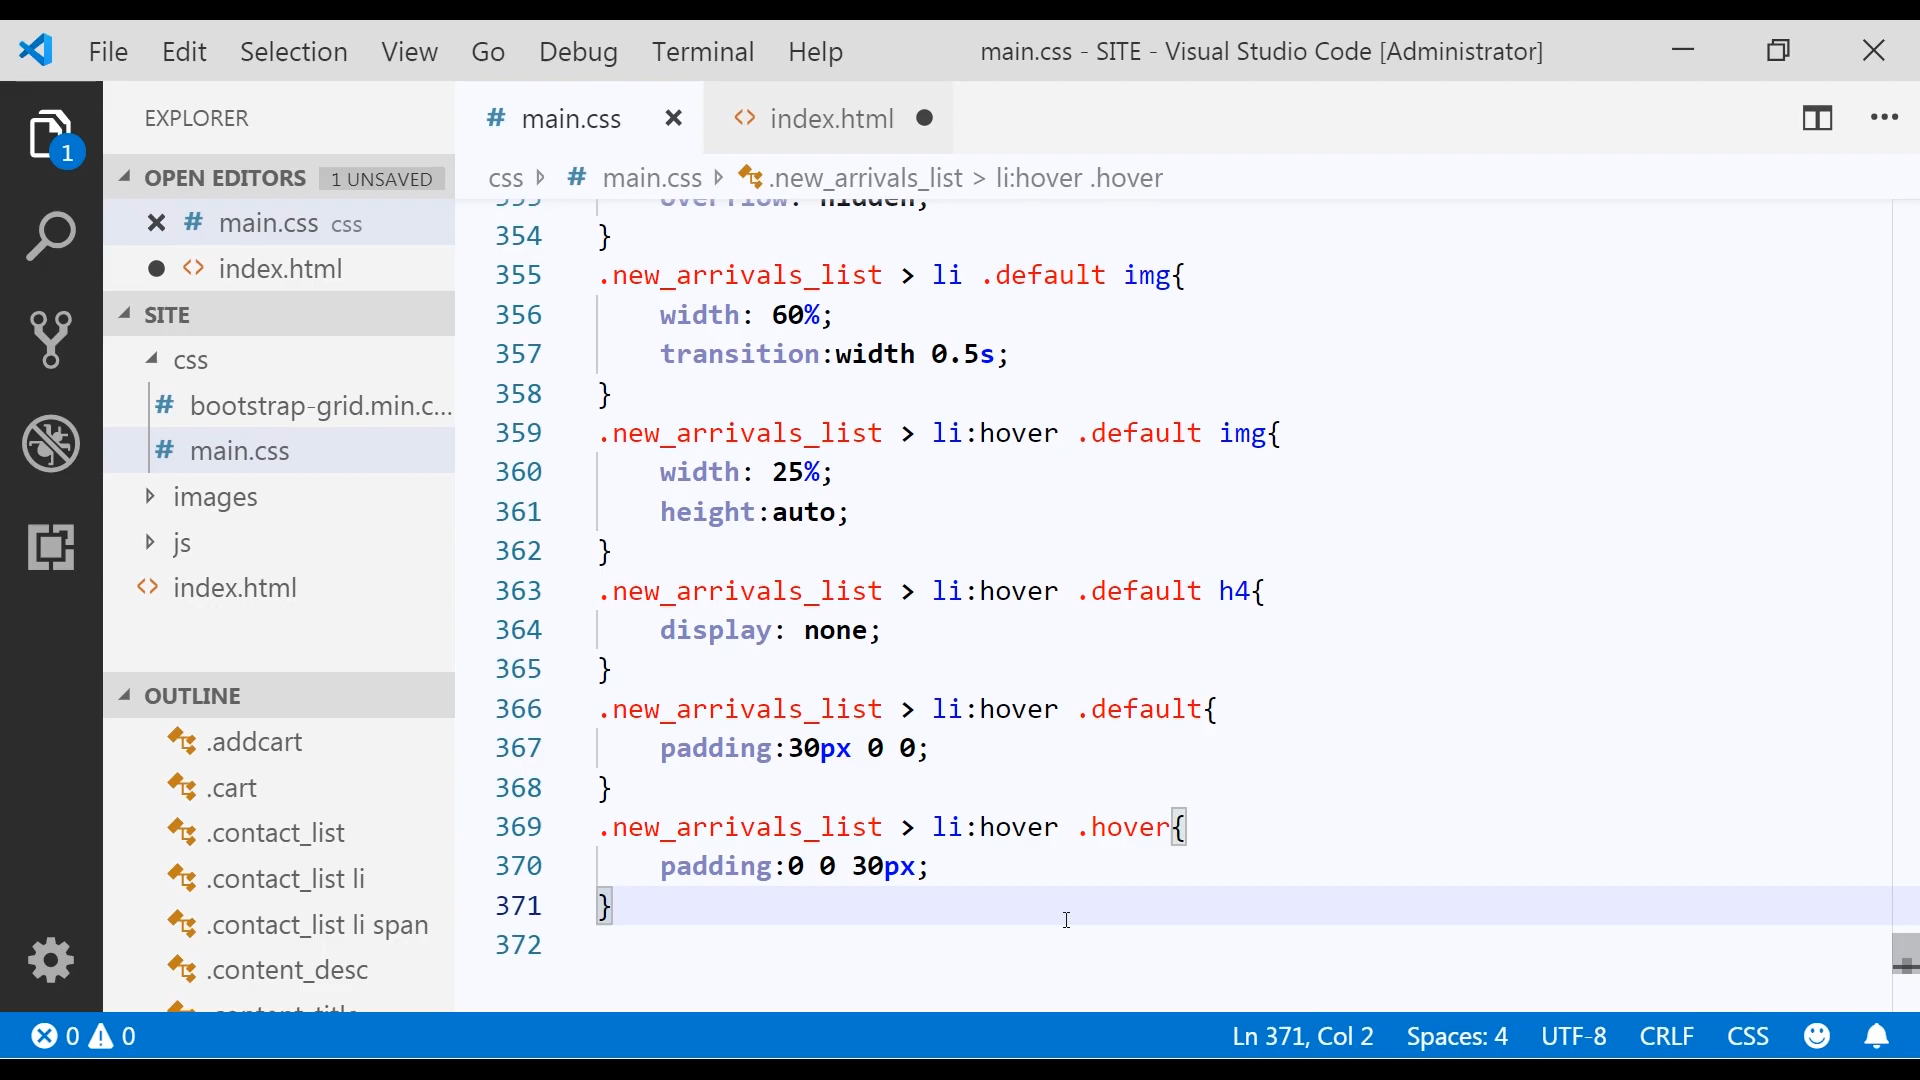 File Edit Selection View Go Debug Terminal Help main.css - SITE - Visual Studio Code [Administrator]
EXPLORER
# main.css <> index.html
1
OPEN EDITORS 1 UNSAVED
# main.css css
<> index.html
SITE
css
# bootstrap-grid.min.c...
# main.css
images
js
<> index.html
OUTLINE
.addcart
.cart
.contact_list
.contact_list li
.contact_list li span
.content_desc
.content_title
css # main.css .new_arrivals_list > li:hover .hover
353 overflow: hidden;
354 }
355 .new_arrivals_list > li .default img{
356 width: 60%;
357 transition:width 0.5s;
358 }
359 .new_arrivals_list > li:hover .default img{
360 width: 25%;
361 height:auto;
362 }
363 .new_arrivals_list > li:hover .default h4{
364 display: none;
365 }
366 .new_arrivals_list > li:hover .default{
367 padding:30px 0 0;
368 }
369 .new_arrivals_list > li:hover .hover{
370 padding:0 0 30px;
371 }
372
0 0 Ln 371, Col 2 Spaces: 4 UTF-8 CRLF CSS